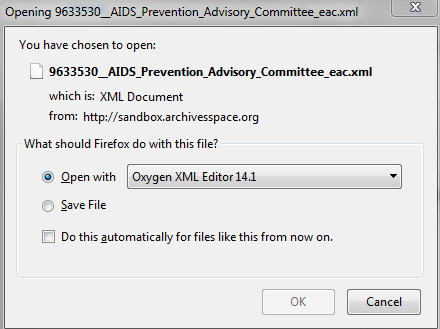 Opening 9633530__AIDS_Prevention_Advisory_Committee_eac.xml
You have chosen to open:
9633530__AIDS_Prevention_Advisory_Committee_eac.xml
which is: XML Document
from: http://sandbox.archivesspace.org
What should Firefox do with this file?
Open with Oxygen XML Editor 14.1
Save File
Do this automatically for files like this from now on.
OK Cancel